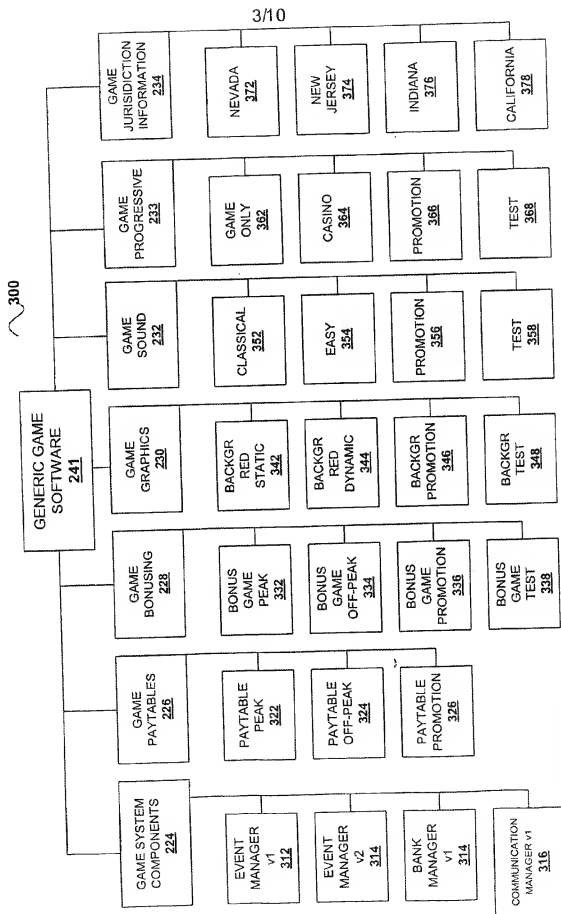 3/10
300
GENERIC GAME
SOFTWARE
241
GAME SYSTEM
COMPONENTS
224
EVENT
MANAGER
v1
312
EVENT
MANAGER
v2
314
BANK
MANAGER
v1
314
COMMUNICATION
MANAGER v1
316
GAME
PAYTABLES
226
PAYTABLE
PEAK
322
PAYTABLE
OFF-PEAK
324
PAYTABLE
PROMOTION
326
GAME
BONUSING
228
BONUS
GAME
PEAK
332
BONUS
GAME
OFF-PEAK
334
BONUS
GAME
PROMOTION
336
BONUS
GAME TEST
338
GAME
GRAPHICS
230
BACKGR
RED
STATIC
342
BACKGR
RED
DYNAMIC
344
BACKGR
PROMOTION
346
BACKGR
TEST
348
GAME
SOUND
232
CLASSICAL
352
EASY
354
PROMOTION
356
TEST
358
GAME
PROGRESSIVE
233
GAME
ONLY
362
CASINO
364
PROMOTION
366
TEST
368
GAME
JURISIDICTION
INFORMATION
234
NEVADA
372
NEW
JERSEY
374
INDIANA
376
CALIFORNIA
378